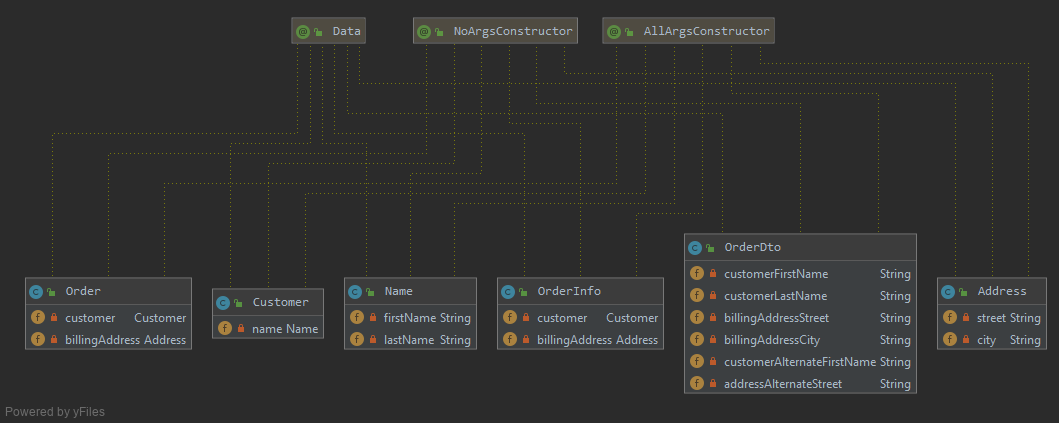 Data
NoArgsConstructor
AllArgsConstructor
Order
customer Customer
billingAddress Address
Customer
name Name
Name
firstName String
lastName String
OrderInfo
customer Customer
billingAddress Address
OrderDto
customerFirstName String
customerLastName String
billingAddressStreet String
billingAddressCity String
customerAlternateFirstName String
addressAlternateStreet String
Address
street String
city String
Powered by yFiles